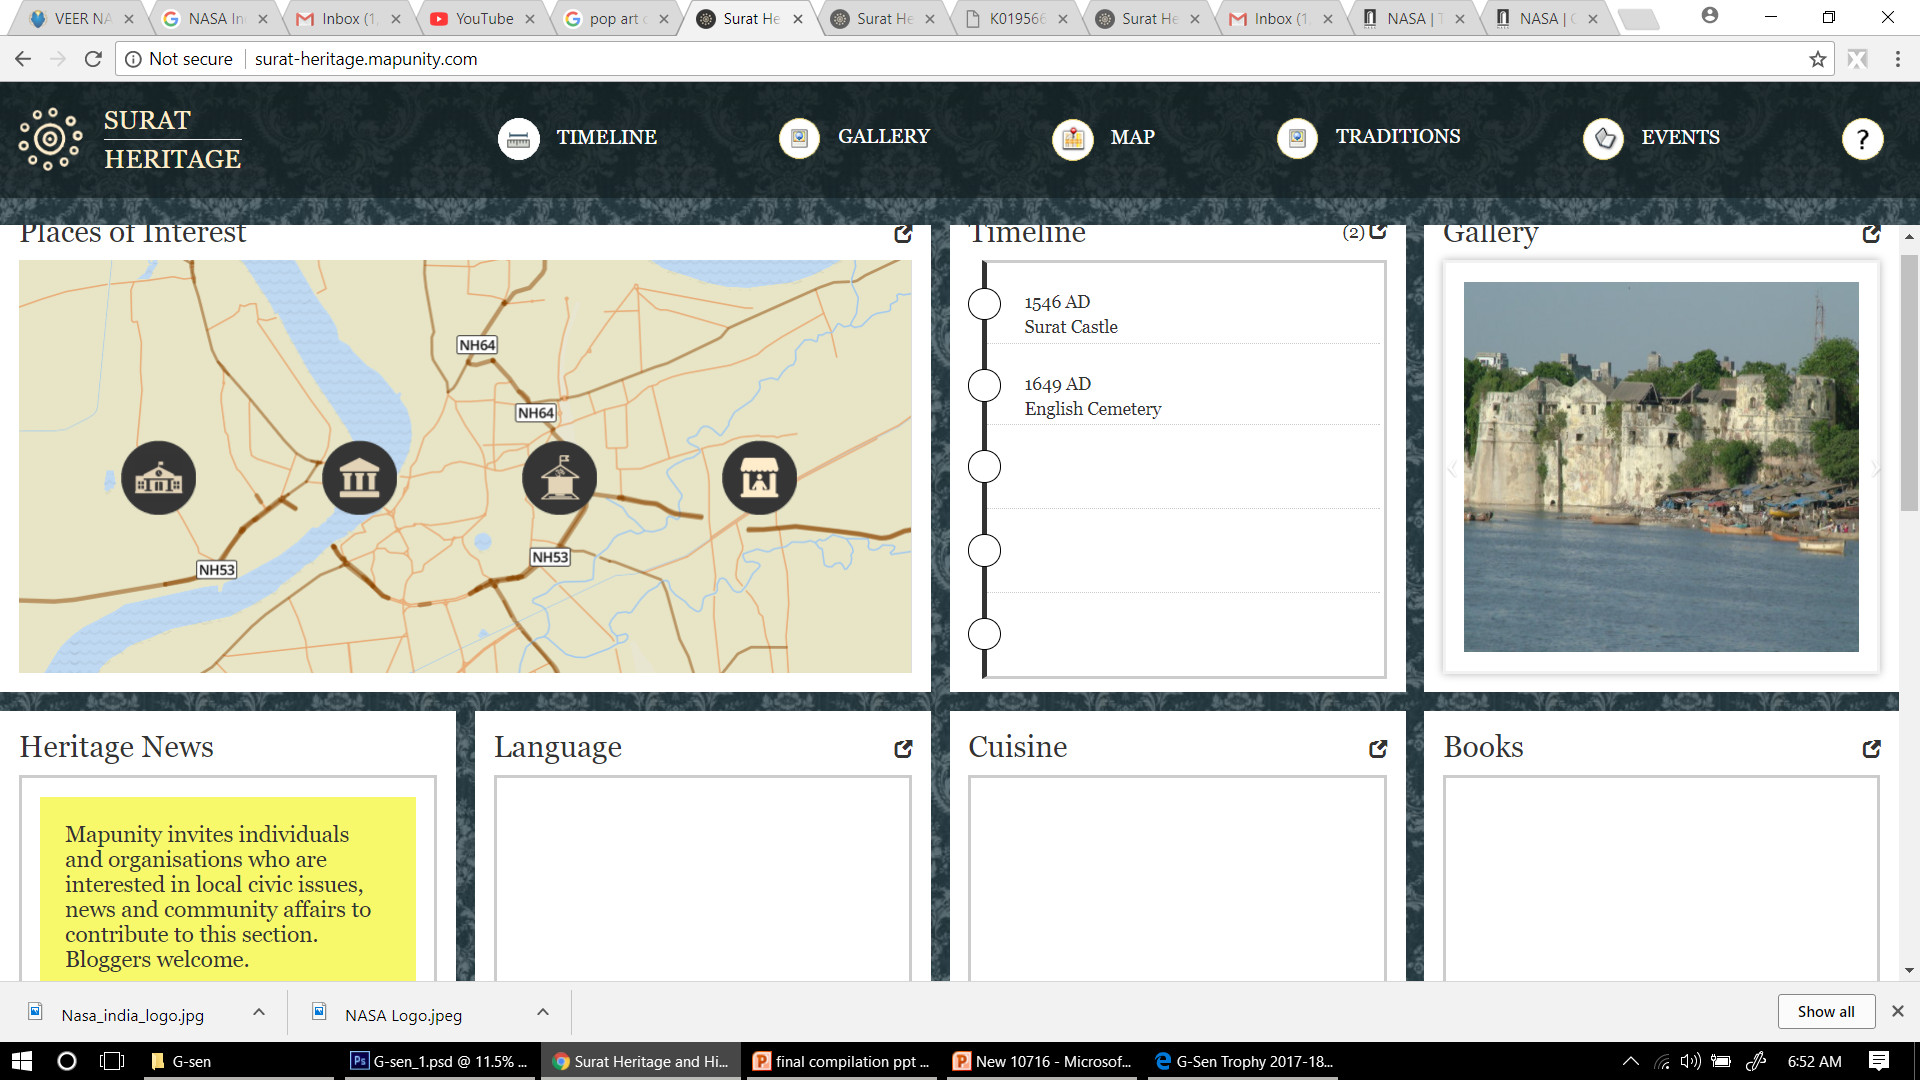 VEER NA
NASA In
Inbox (1,
YouTube
pop art c
Surat He
Surat He
K019566
Surat He
Inbox (1,
NASA | T
NASA | C
Not secure
surat-heritage.mapunity.com
SURAT
HERITAGE
TIMELINE
GALLERY
MAP
TRADITIONS
EVENTS
?
Places of Interest
NH64
NH64
NH53
NH53
Timeline
(2)
1546 AD
Surat Castle
1649 AD
English Cemetery
Gallery
Heritage News
Mapunity invites individuals
and organisations who are
interested in local civic issues,
news and community affairs to
contribute to this section.
Bloggers welcome.
Language
Cuisine
Books
Nasa_india_logo.jpg
NASA Logo.jpeg
Show all
G-sen
Ps
G-sen_1.psd @ 11.5% ...
Surat Heritage and Hi...
final compilation ppt ...
New 10716 - Microsof...
G-Sen Trophy 2017-18...
6:52 AM